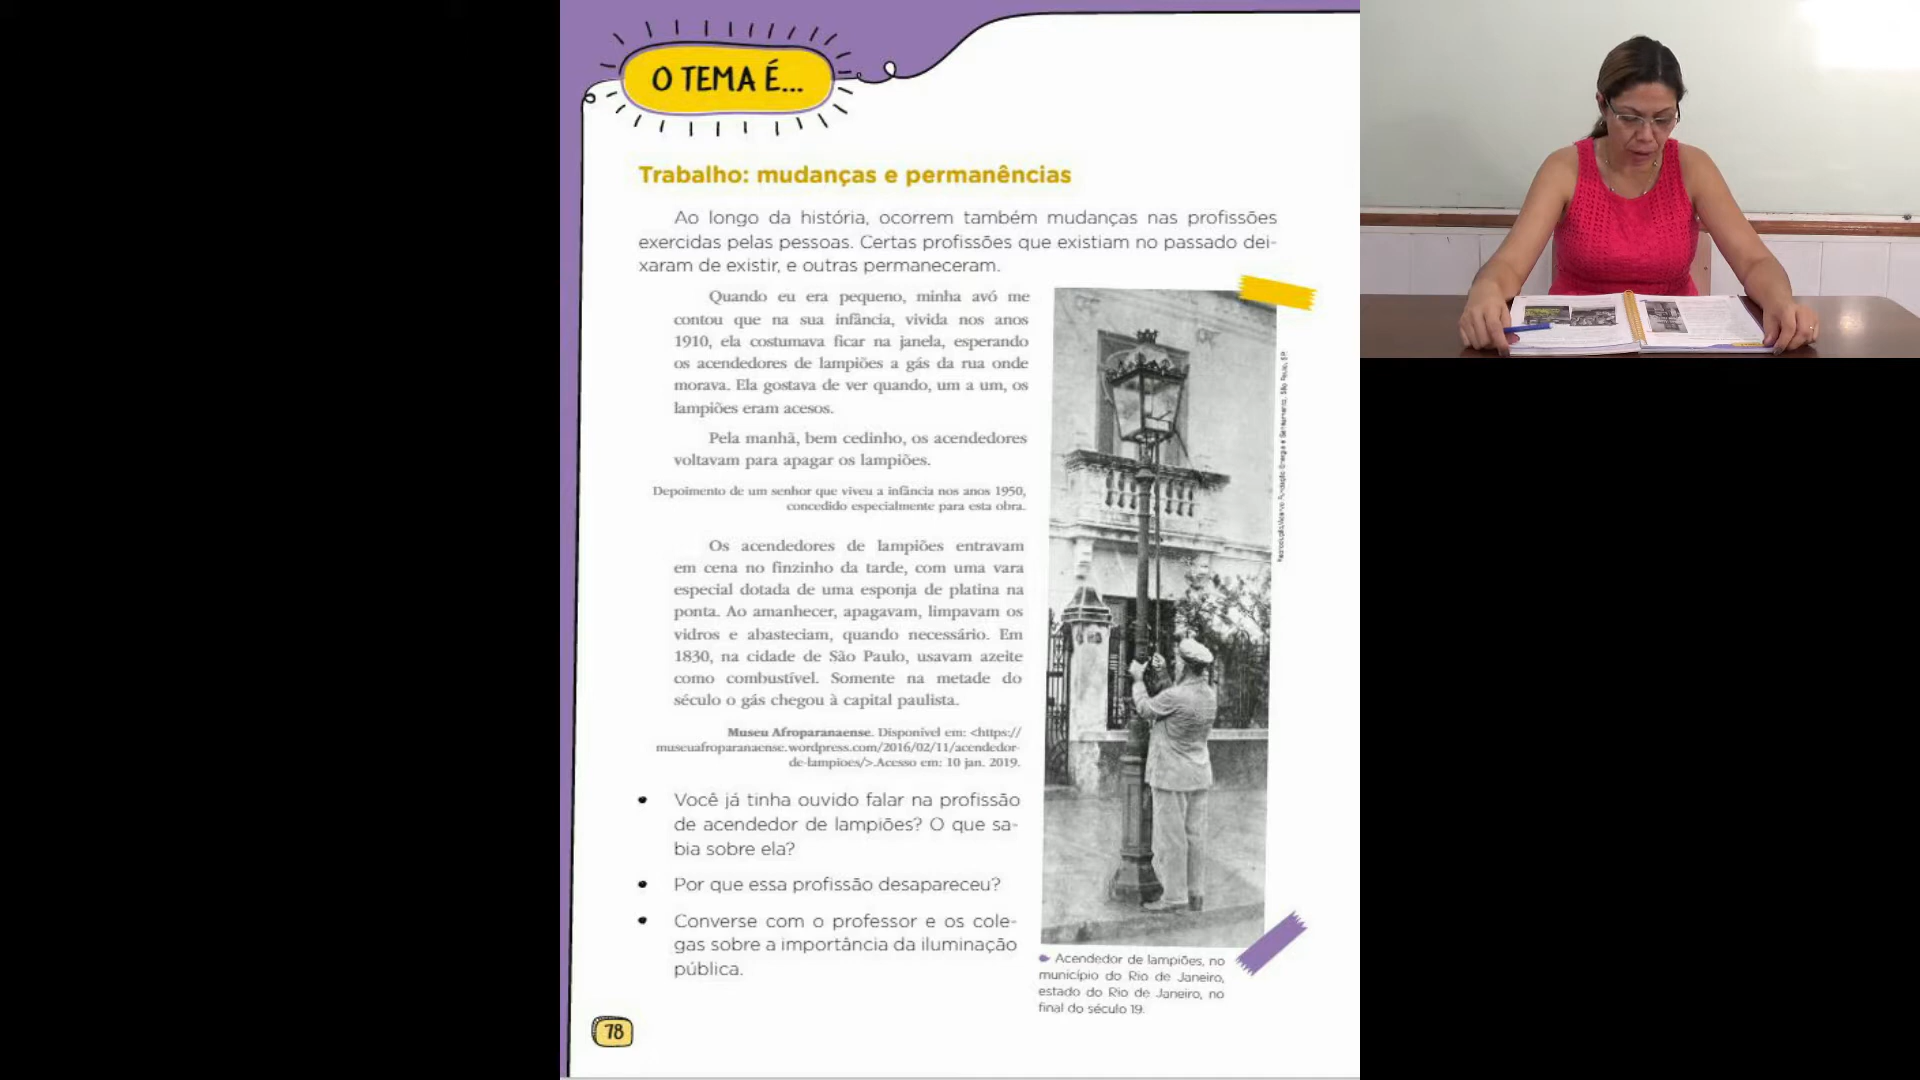 O TEMA É...
Trabalho: mudanças e permanências
Ao longo da história, ocorrem também mudanças nas profissões
exercidas pelas pessoas. Certas profissões que existiam no passado dei-
xaram de existir, e outras permaneceram.
Quando eu era pequeno, minha avó me
contou que na sua infância, vivida nos anos
1910, ela costumava ficar na janela, esperando
os acendedores de lampiões a gás da rua onde
morava. Ela gostava de ver quando, um a um, os
lampiões eram acesos.
Pela manhã, bem cedinho, os acendedores
voltavam para apagar os lampiões.
Depoimento de um senhor que viveu a infância nos anos 1950,
concedido especialmente para esta obra.
Os acendedores de lampiões entravam
em cena no finzinho da tarde, com uma vara
especial dotada de uma esponja de platina na
ponta. Ao amanhecer, apagavam, limpavam os
vidros e abasteciam, quando necessário. Em
1830, na cidade de São Paulo, usavam azeite
como combustível. Somente na metade do
século o gás chegou à capital paulista.
Museu Afroparanaense. Disponível em: <https://
museuafroparanaense.wordpress.com/2016/02/11/acendedor-
de-lampioes/>.Acesso em: 10 jan. 2019.
• Você já tinha ouvido falar na profissão
de acendedor de lampiões? O que sa-
bia sobre ela?
• Por que essa profissão desapareceu?
• Converse com o professor e os cole-
gas sobre a importância da iluminação
pública.
Acendedor de lampiões, no
município do Rio de Janeiro,
estado do Rio de Janeiro, no
final do século 19.
Fundação Energia e Saneamento, São Paulo, SP.
78